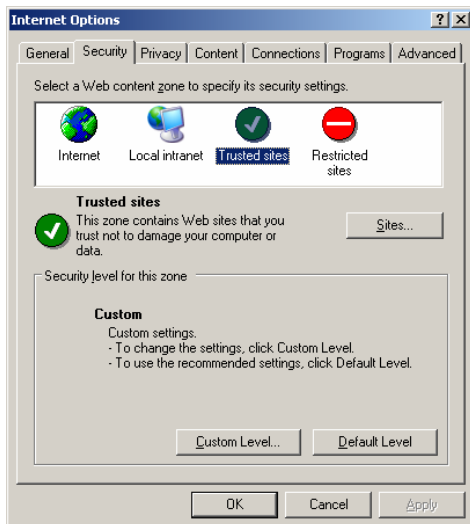 Internet Options
General Security Privacy Content Connections Programs Advanced
Select a Web content zone to specify its security settings.
Internet Local intranet Trusted sites Restricted
sites
Trusted sites
This zone contains Web sites that you
trust not to damage your computer or
data.
Sites...
Security level for this zone
Custom
Custom settings.
- To change the settings, click Custom Level.
- To use the recommended settings, click Default Level.
Custom Level... Default Level
OK Cancel Apply